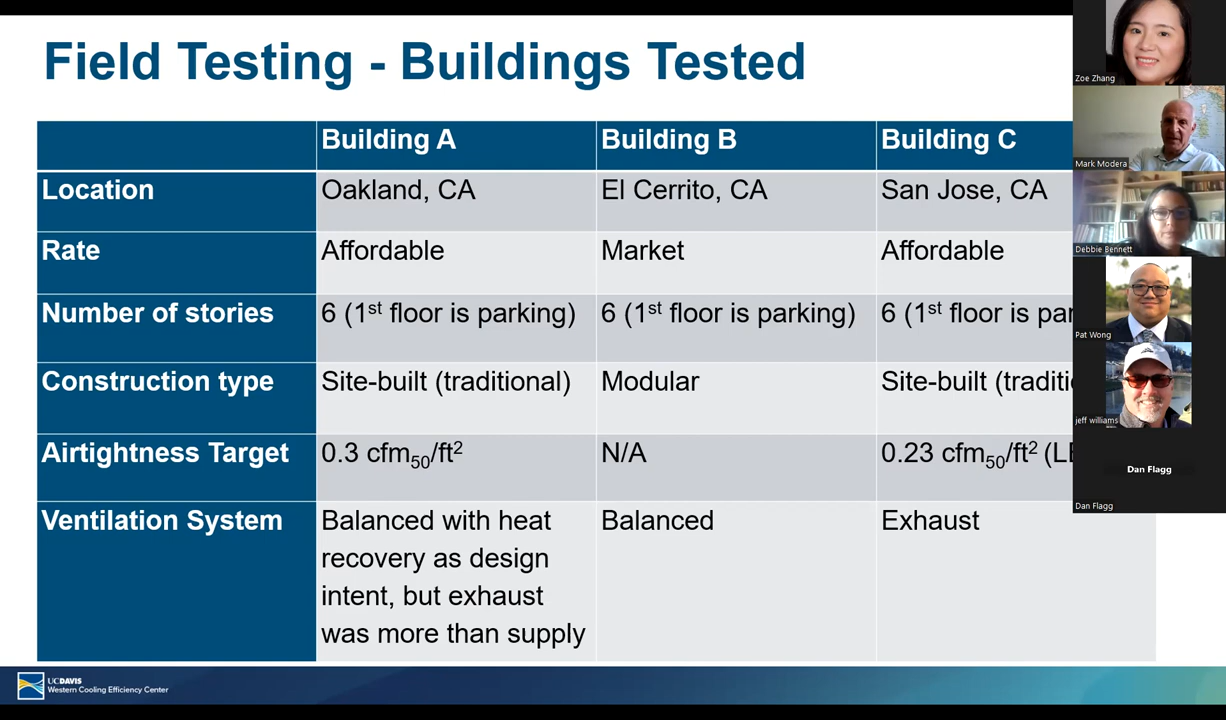 Field Testing - Buildings Tested
Building A Building B Building C
Location Oakland, CA El Cerrito, CA San Jose, CA
Rate Affordable Market Affordable
Number of stories 6 (1st floor is parking) 6 (1st floor is parking) 6 (1st floor is
Construction type Site-built (traditional) Modular Site-built
Airtightness Target 0.3 cfm50/ft2 N/A 0.23 cfm50/ft2
Ventilation System Balanced with heat Balanced Exhaust
recovery as design
intent, but exhaust
was more than supply
UCDAVIS
Western Cooling Efficiency Center
Zoe Zhang
Mark Modera
Debbie Bennett
Pat Wong
jeff williams
Dan Flagg
Dan Flagg